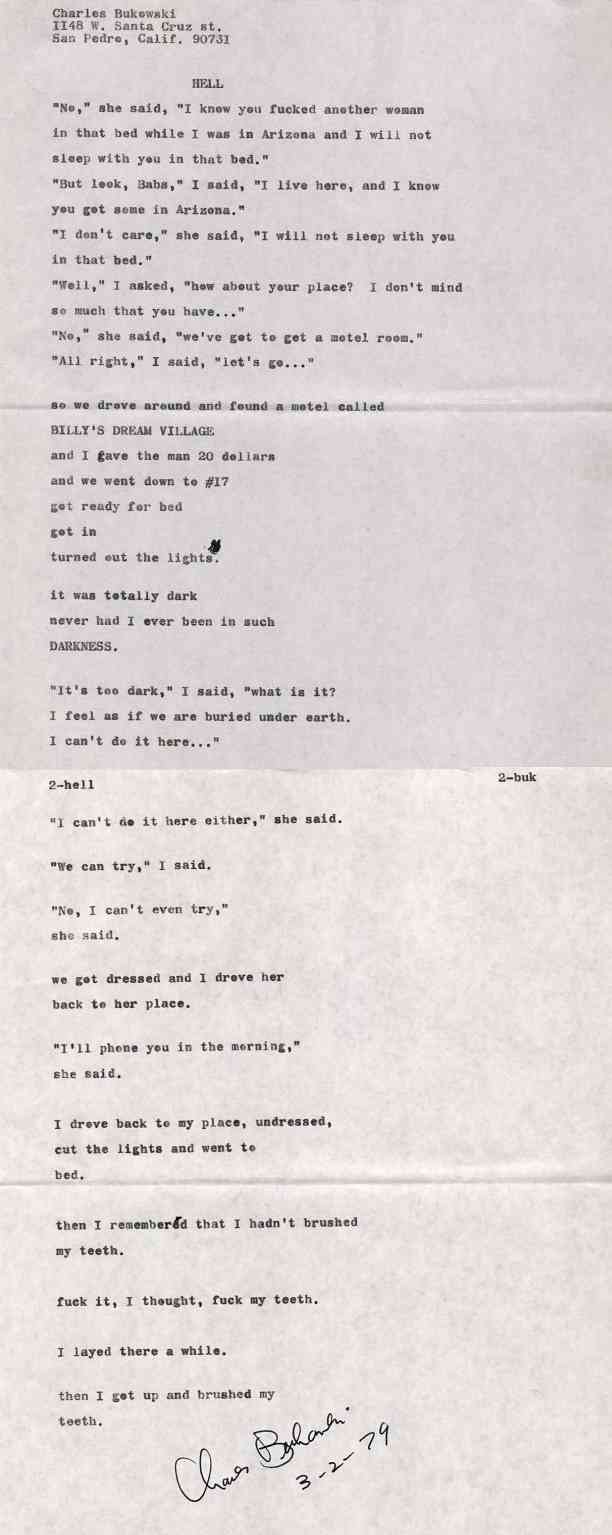 Charles Bukowski
1148 W. Santa Cruz st.
San Pedro, Calif. 90731
HELL
"No," she said, "I know you fucked another woman
in that bed while I was in Arizona and I will not
sleep with you in that bed."
"But look, Babs," I said, "I live here, and I know
you got some in Arizona."
"I don't care," she said, "I will not sleep with you
in that bed."
"Well," I asked, "how about your place?  I don't mind
so much that you have..."
"No," she said, "we've got to get a motel room."
"All right," I said, "let's go..."
so we drove around and found a motel called
BILLY'S DREAM VILLAGE
and I gave the man 20 dollars
and we went down to #17
got ready for bed
got in
turned out the lights.
it was totally dark
never had I ever been in such
DARKNESS.
"It's too dark," I said, "what is it?
I feel as if we are buried under earth.
I can't do it here..."
2-hell 2-buk
"I can't do it here either," she said.
"We can try," I said.
"No, I can't even try,"
she said.
we got dressed and I drove her
back to her place.
"I'll phone you in the morning,"
she said.
I drove back to my place, undressed,
cut the lights and went to
bed.
then I remembered that I hadn't brushed
my teeth.
fuck it, I thought, fuck my teeth.
I layed there a while.
then I got up and brushed my
teeth.
Charles Bukowski
3-2-79